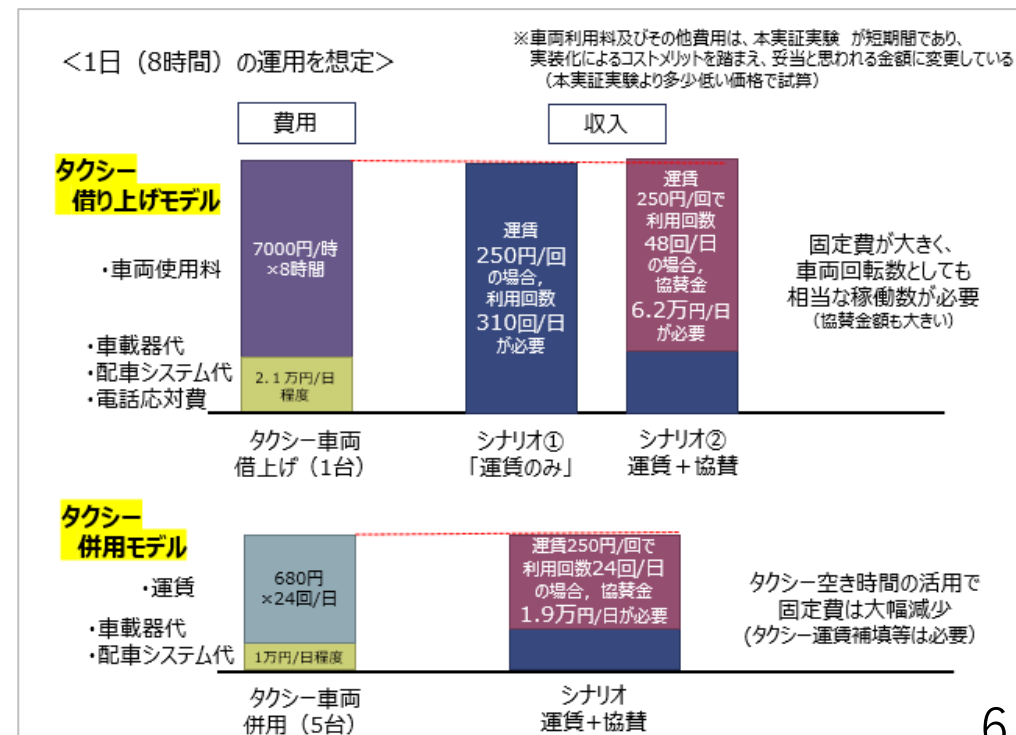 <1日（8時間）の運用を想定>
※車両利用料及びその他費用は、本実証実験 が短期間であり、
実装化によるコストメリットを踏まえ、妥当と思われる金額に変更している
（本実証実験より多少低い価格で試算）
費用
収入
タクシー
借り上げモデル
・車両使用料
・車載器代
・配車システム代
・電話応対費
7000円/時
×8時間
2.1万円/日
程度
運賃
250円/回
の場合,
利用回数
310回/日
が必要
運賃
250円/回で
利用回数
48回/日
の場合,
協賛金
6.2万円/日
が必要
固定費が大きく、
車両回転数としても
相当な稼働数が必要
（協賛金額も大きい）
タクシー車両
借上げ（1台）
シナリオ①
「運賃のみ」
シナリオ②
運賃＋協賛
タクシー
併用モデル
・運賃
・車載器代
・配車システム代
680円
×24回/日
1万円/日程度
運賃250円/回で
利用回数24回/日
の場合, 協賛金
1.9万円/日が必要
タクシー空き時間の活用で
固定費は大幅減少
(タクシー運賃補填等は必要)
タクシー車両
併用（5台）
シナリオ
運賃+協賛
6